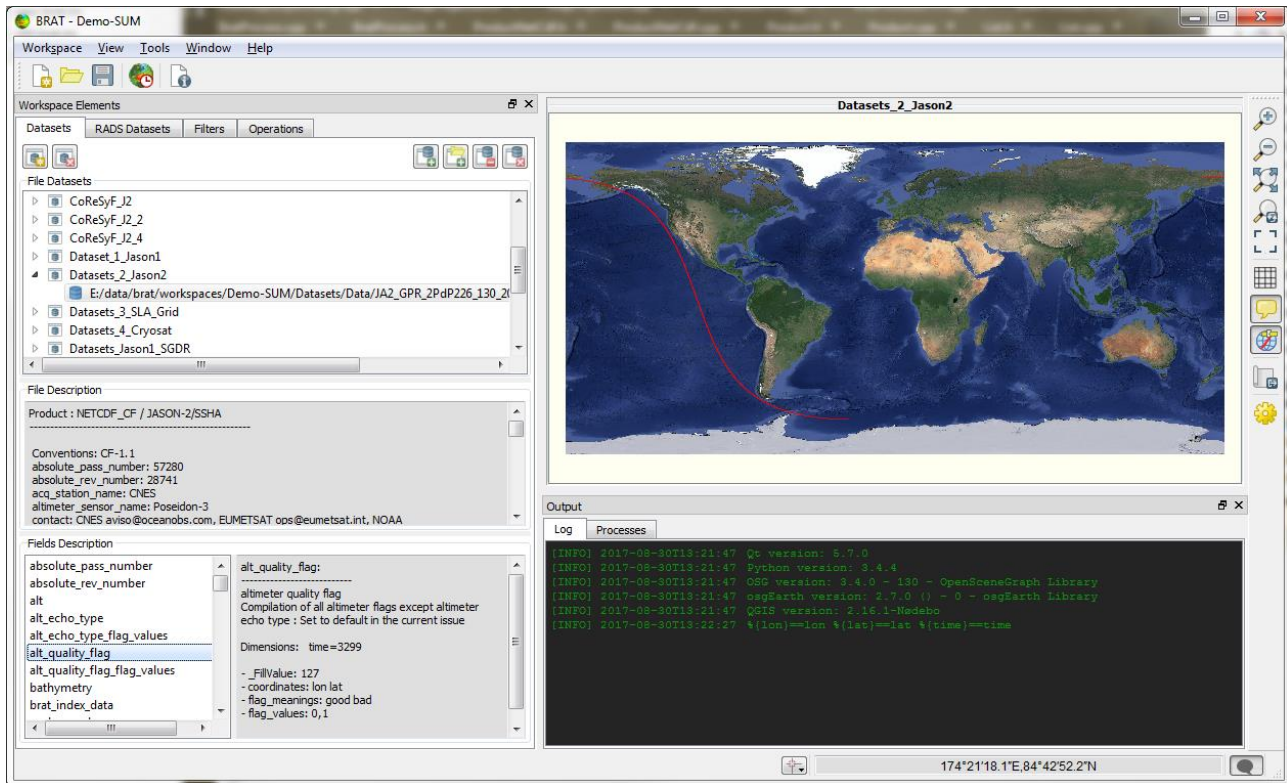 BRAT - Demo-SUM
Workspace View Tools Window Help
Workspace Elements
Datasets RADS Datasets Filters Operations
File Datasets
CoReSyF_J2
CoReSyF_J2_2
CoReSyF_J2_4
Dataset_1_Jason1
Datasets_2_Jason2
E:/data/brat/workspaces/Demo-SUM/Datasets/Data/JA2_GPR_2PdP226_130_20
Datasets_3_SLA_Grid
Datasets_4_Cryosat
Datasets_Jason1_SGDR
File Description
Product : NETCDF_CF / JASON-2/SSHA
-------------------------------------------------------
Conventions: CF-1.1
absolute_pass_number: 57280
absolute_rev_number: 28741
acq_station_name: CNES
altimeter_sensor_name: Poseidon-3
contact: CNES aviso@oceanobs.com, EUMETSAT ops@eumetsat.int, NOAA
Fields Description
absolute_pass_number
absolute_rev_number
alt
alt_echo_type
alt_echo_type_flag_values
alt_quality_flag
alt_quality_flag_flag_values
bathymetry
brat_index_data
alt_quality_flag:
---------------------------
altimeter quality flag
Compilation of all altimeter flags except altimeter
echo type : Set to default in the current issue
Dimensions: time=3299
- _FillValue: 127
- coordinates: lon lat
- flag_meanings: good bad
- flag_values: 0,1
Datasets_2_Jason2
Output
Log Processes
[INFO] 2017-08-30T13:21:47 Qt version: 5.7.0
[INFO] 2017-08-30T13:21:47 Python version: 3.4.4
[INFO] 2017-08-30T13:21:47 OSG version: 3.4.0 - 130 - OpenSceneGraph Library
[INFO] 2017-08-30T13:21:47 osgEarth version: 2.7.0 () - 0 - osgEarth Library
[INFO] 2017-08-30T13:21:47 QGIS version: 2.16.1-Nødebo
[INFO] 2017-08-30T13:22:27 %{lon}==lon %{lat}==lat %{time}==time
174°21'18.1"E,84°42'52.2"N